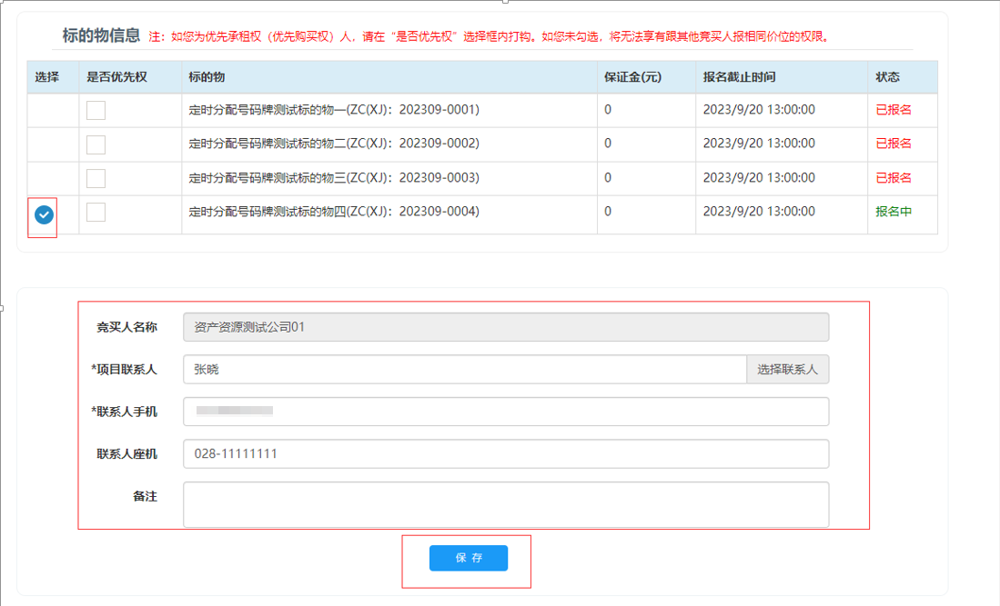 标的物信息 注：如您为优先承租权（优先购买权）人，请在“是否优先权”选择框内打钩。如您未勾选，将无法享有跟其他竞买人报相同价位的权限。
选择 是否优先权 标的物 保证金(元) 报名截止时间 状态
定时分配号码牌测试标的物一(ZC(XJ)：202309-0001) 0 2023/9/20 13:00:00 已报名
定时分配号码牌测试标的物二(ZC(XJ)：202309-0002) 0 2023/9/20 13:00:00 已报名
定时分配号码牌测试标的物三(ZC(XJ)：202309-0003) 0 2023/9/20 13:00:00 已报名
定时分配号码牌测试标的物四(ZC(XJ)：202309-0004) 0 2023/9/20 13:00:00 报名中
竞买人名称 资产资源测试公司01
*项目联系人 张晓 选择联系人
*联系人手机
联系人座机 028-11111111
备注
保 存